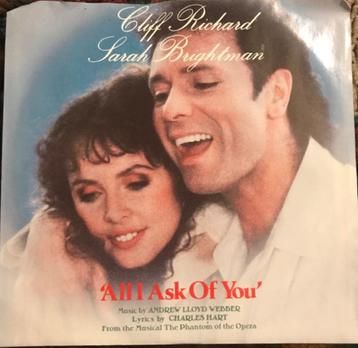 Cliff Richard
Sarah Brightman
'All I Ask Of You'
Music by ANDREW LLOYD WEBBER
Lyrics by CHARLES HART
From the Musical The Phantom of the Opera